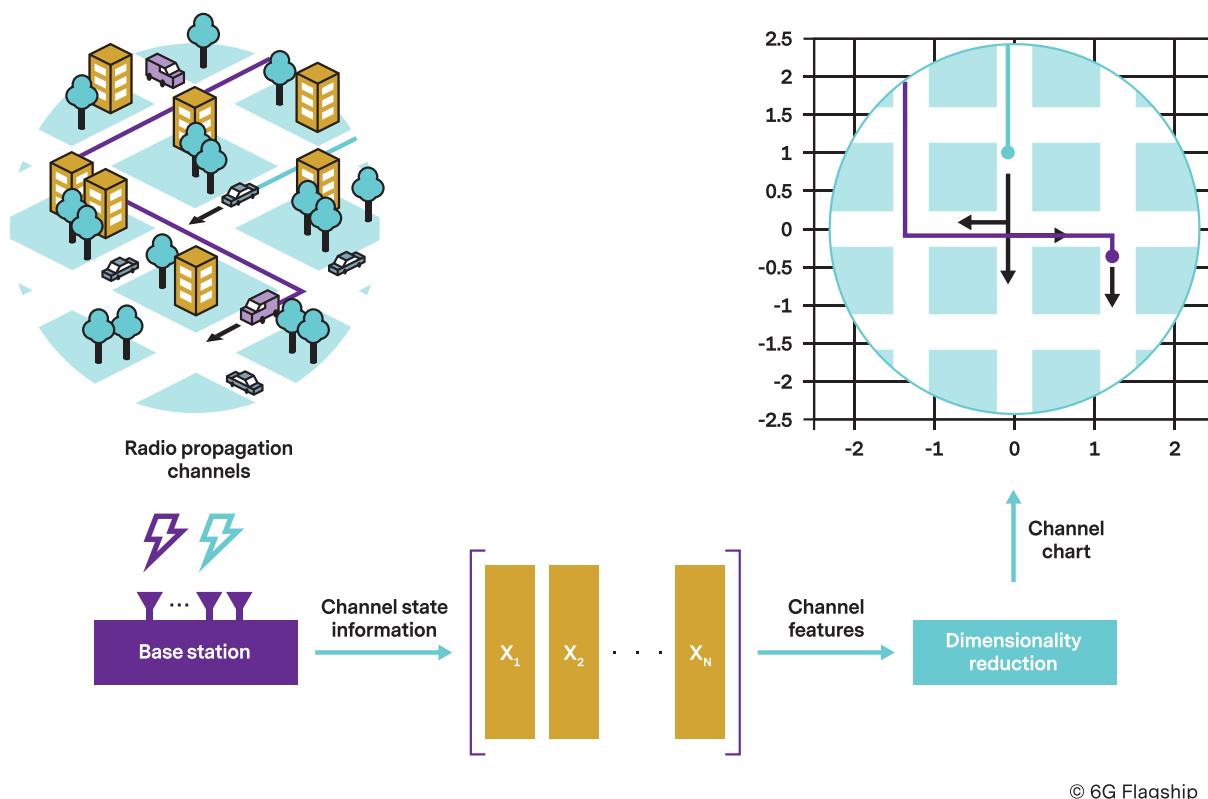 2.5
2
1.5
1
0.5
0
-0.5
-1
-1.5
-2
-2.5
-2 -1 0 1 2
Radio propagation
channels
Channel
chart
...
Channel state
information
Channel
features
Base station
X1 X2 . . . XN
Dimensionality
reduction
© 6G Flagship